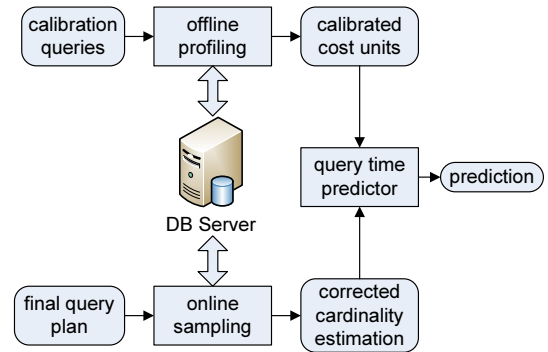 calibration
queries
offline
profiling
calibrated
cost units
query time
predictor
prediction
DB Server
final query
plan
online
sampling
corrected
cardinality
estimation